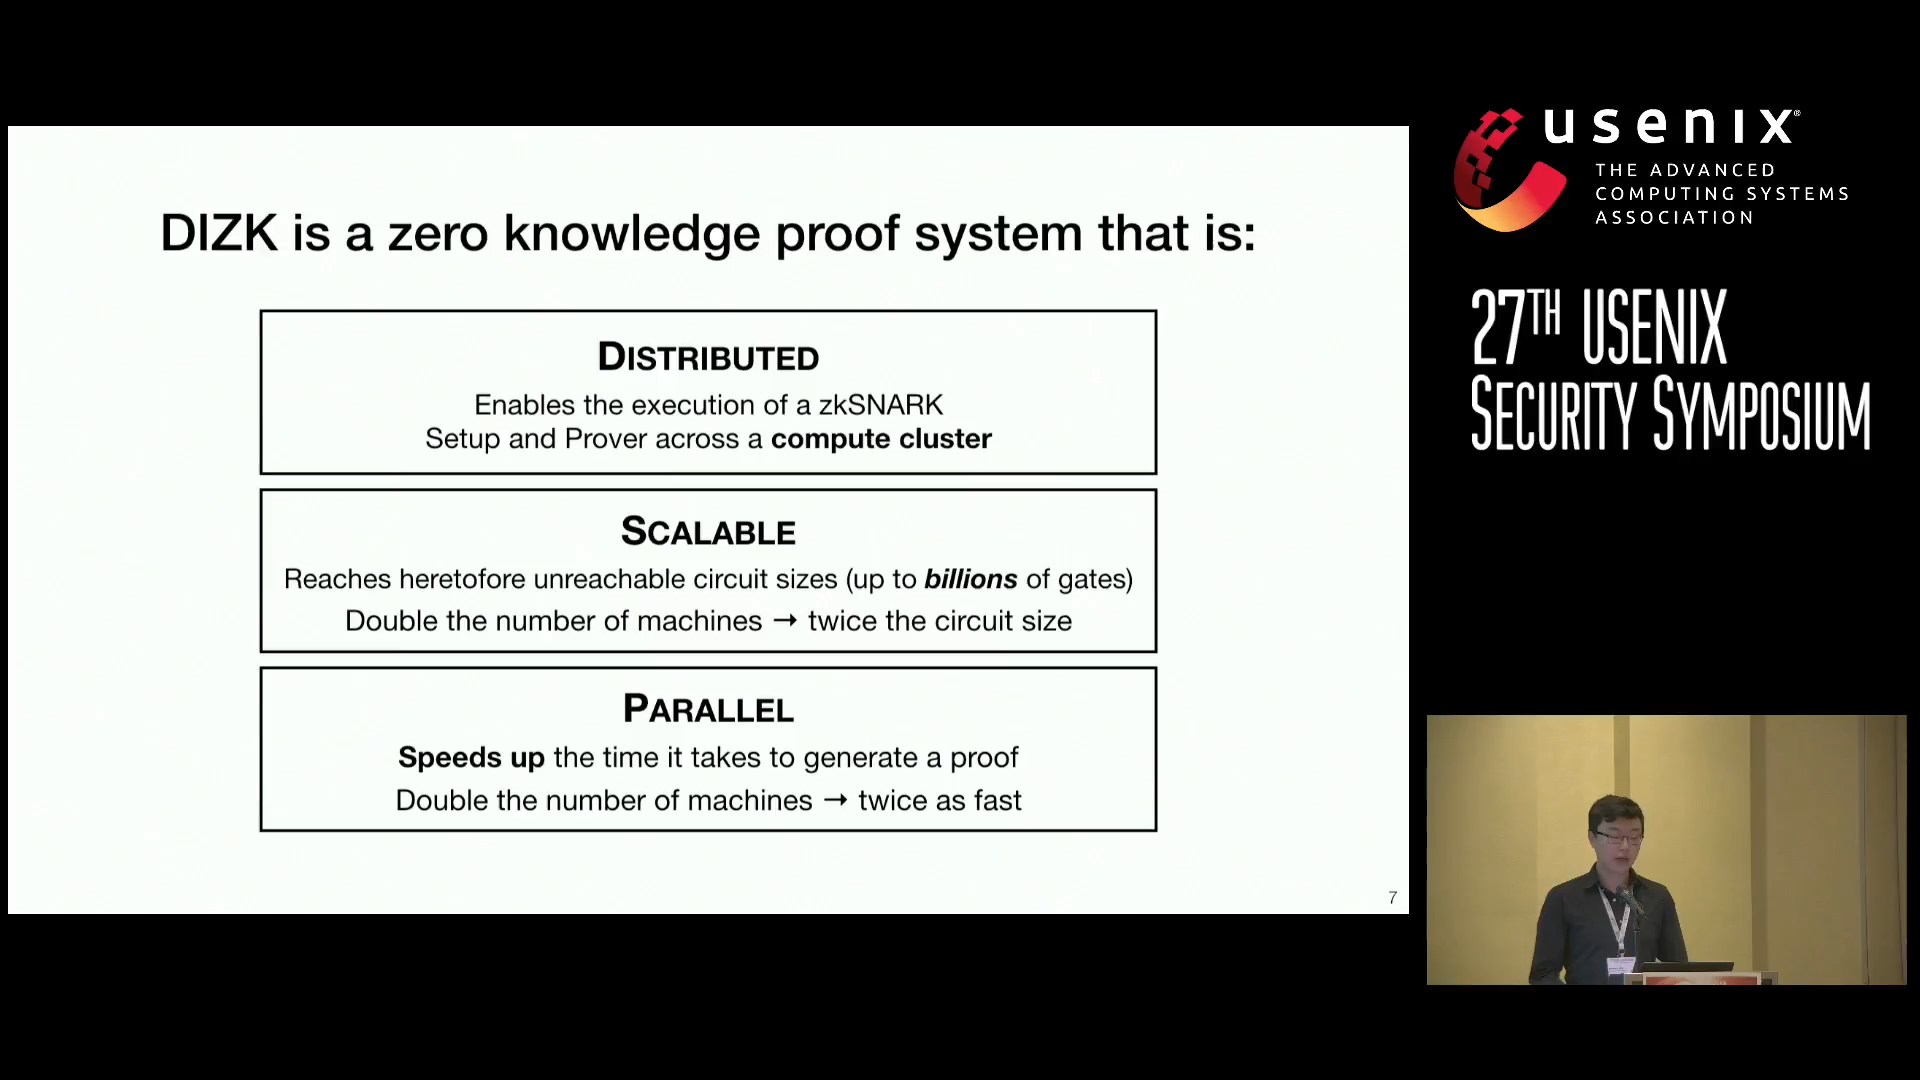 DIZK is a zero knowledge proof system that is:
DISTRIBUTED
Enables the execution of a zkSNARK
Setup and Prover across a compute cluster
SCALABLE
Reaches heretofore unreachable circuit sizes (up to billions of gates)
Double the number of machines → twice the circuit size
PARALLEL
Speeds up the time it takes to generate a proof
Double the number of machines → twice as fast
7
usenix®
THE ADVANCED
COMPUTING SYSTEMS
ASSOCIATION
27TH USENIX
SECURITY SYMPOSIUM